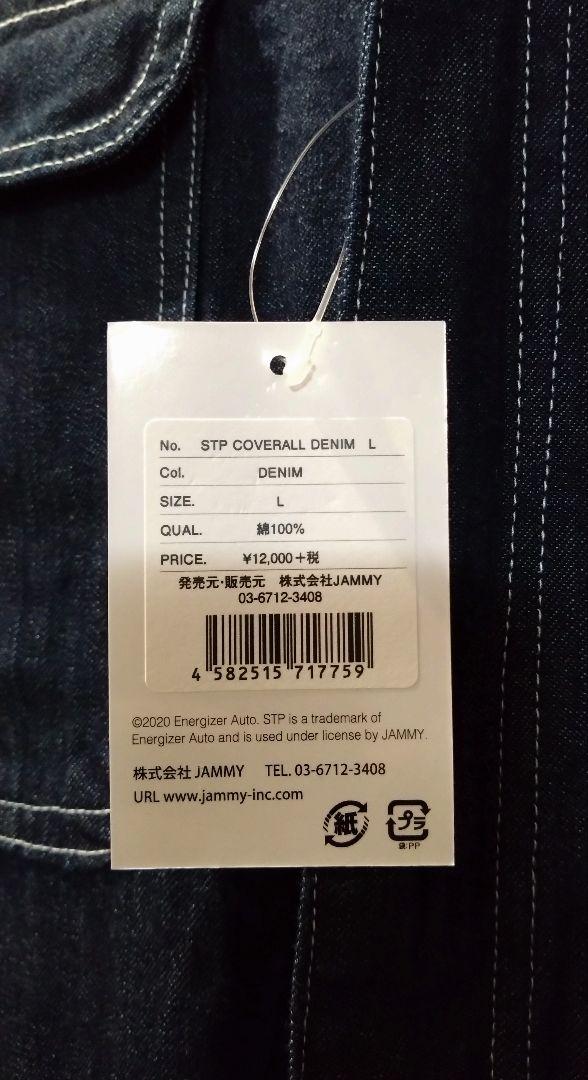 No. STP COVERALL DENIM L
Col. DENIM
SIZE. L
QUAL. 綿100%
PRICE. ¥12,000+税
発売元・販売元 株式会社JAMMY
03-6712-3408
4 582515 717759
©2020 Energizer Auto. STP is a trademark of
Energizer Auto and is used under license by JAMMY.
株式会社 JAMMY TEL. 03-6712-3408
URL www.jammy-inc.com
紙 プラ
袋:PP